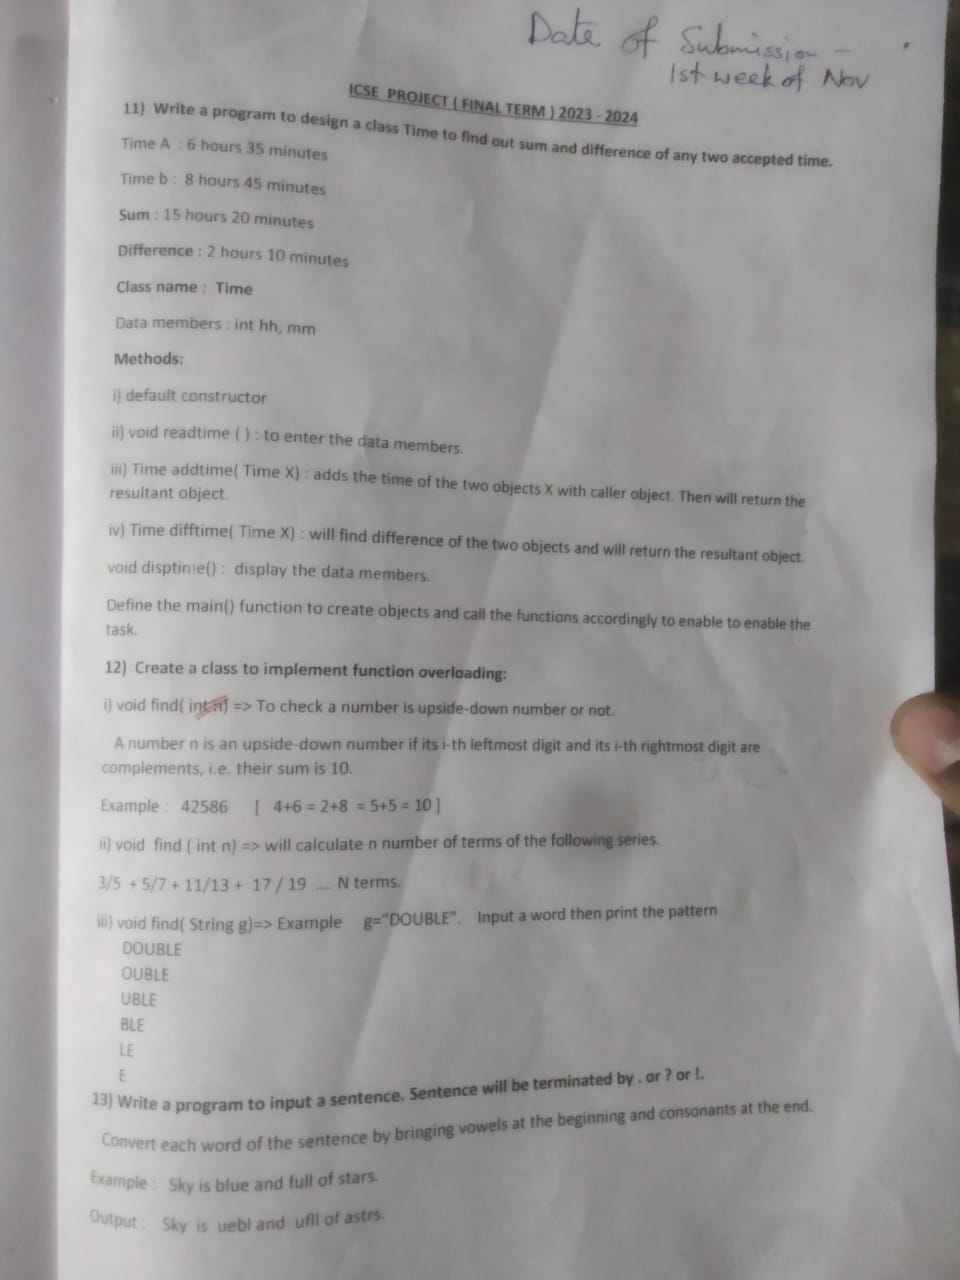 Date of Submission -
1st week of Nov
ICSE PROJECT ( FINAL TERM ) 2023 - 2024
11) Write a program to design a class Time to find out sum and difference of any two accepted time.
Time A : 6 hours 35 minutes
Time b : 8 hours 45 minutes
Sum : 15 hours 20 minutes
Difference : 2 hours 10 minutes
Class name : Time
Data members : int hh, mm
Methods:
i) default constructor
ii) void readtime ( ) : to enter the data members.
iii) Time addtime( Time X) : adds the time of the two objects X with caller object. Then will return the
resultant object.
iv) Time difftime( Time X) : will find difference of the two objects and will return the resultant object.
void disptime() : display the data members.
Define the main() function to create objects and call the functions accordingly to enable to enable the
task.
12) Create a class to implement function overloading:
i) void find( int n) => To check a number is upside-down number or not.
A number n is an upside-down number if its i-th leftmost digit and its i-th rightmost digit are
complements, i.e. their sum is 10.
Example : 42586 [ 4+6 = 2+8 = 5+5 = 10 ]
ii) void find ( int n) => will calculate n number of terms of the following series.
3/5 + 5/7 + 11/13 + 17 / 19 .... N terms.
iii) void find( String g)=> Example g="DOUBLE". Input a word then print the pattern
DOUBLE
OUBLE
UBLE
BLE
LE
E
13) Write a program to input a sentence. Sentence will be terminated by . or ? or !.
Convert each word of the sentence by bringing vowels at the beginning and consonants at the end.
Example : Sky is blue and full of stars.
Output : Sky is uebl and ufll of astrs.